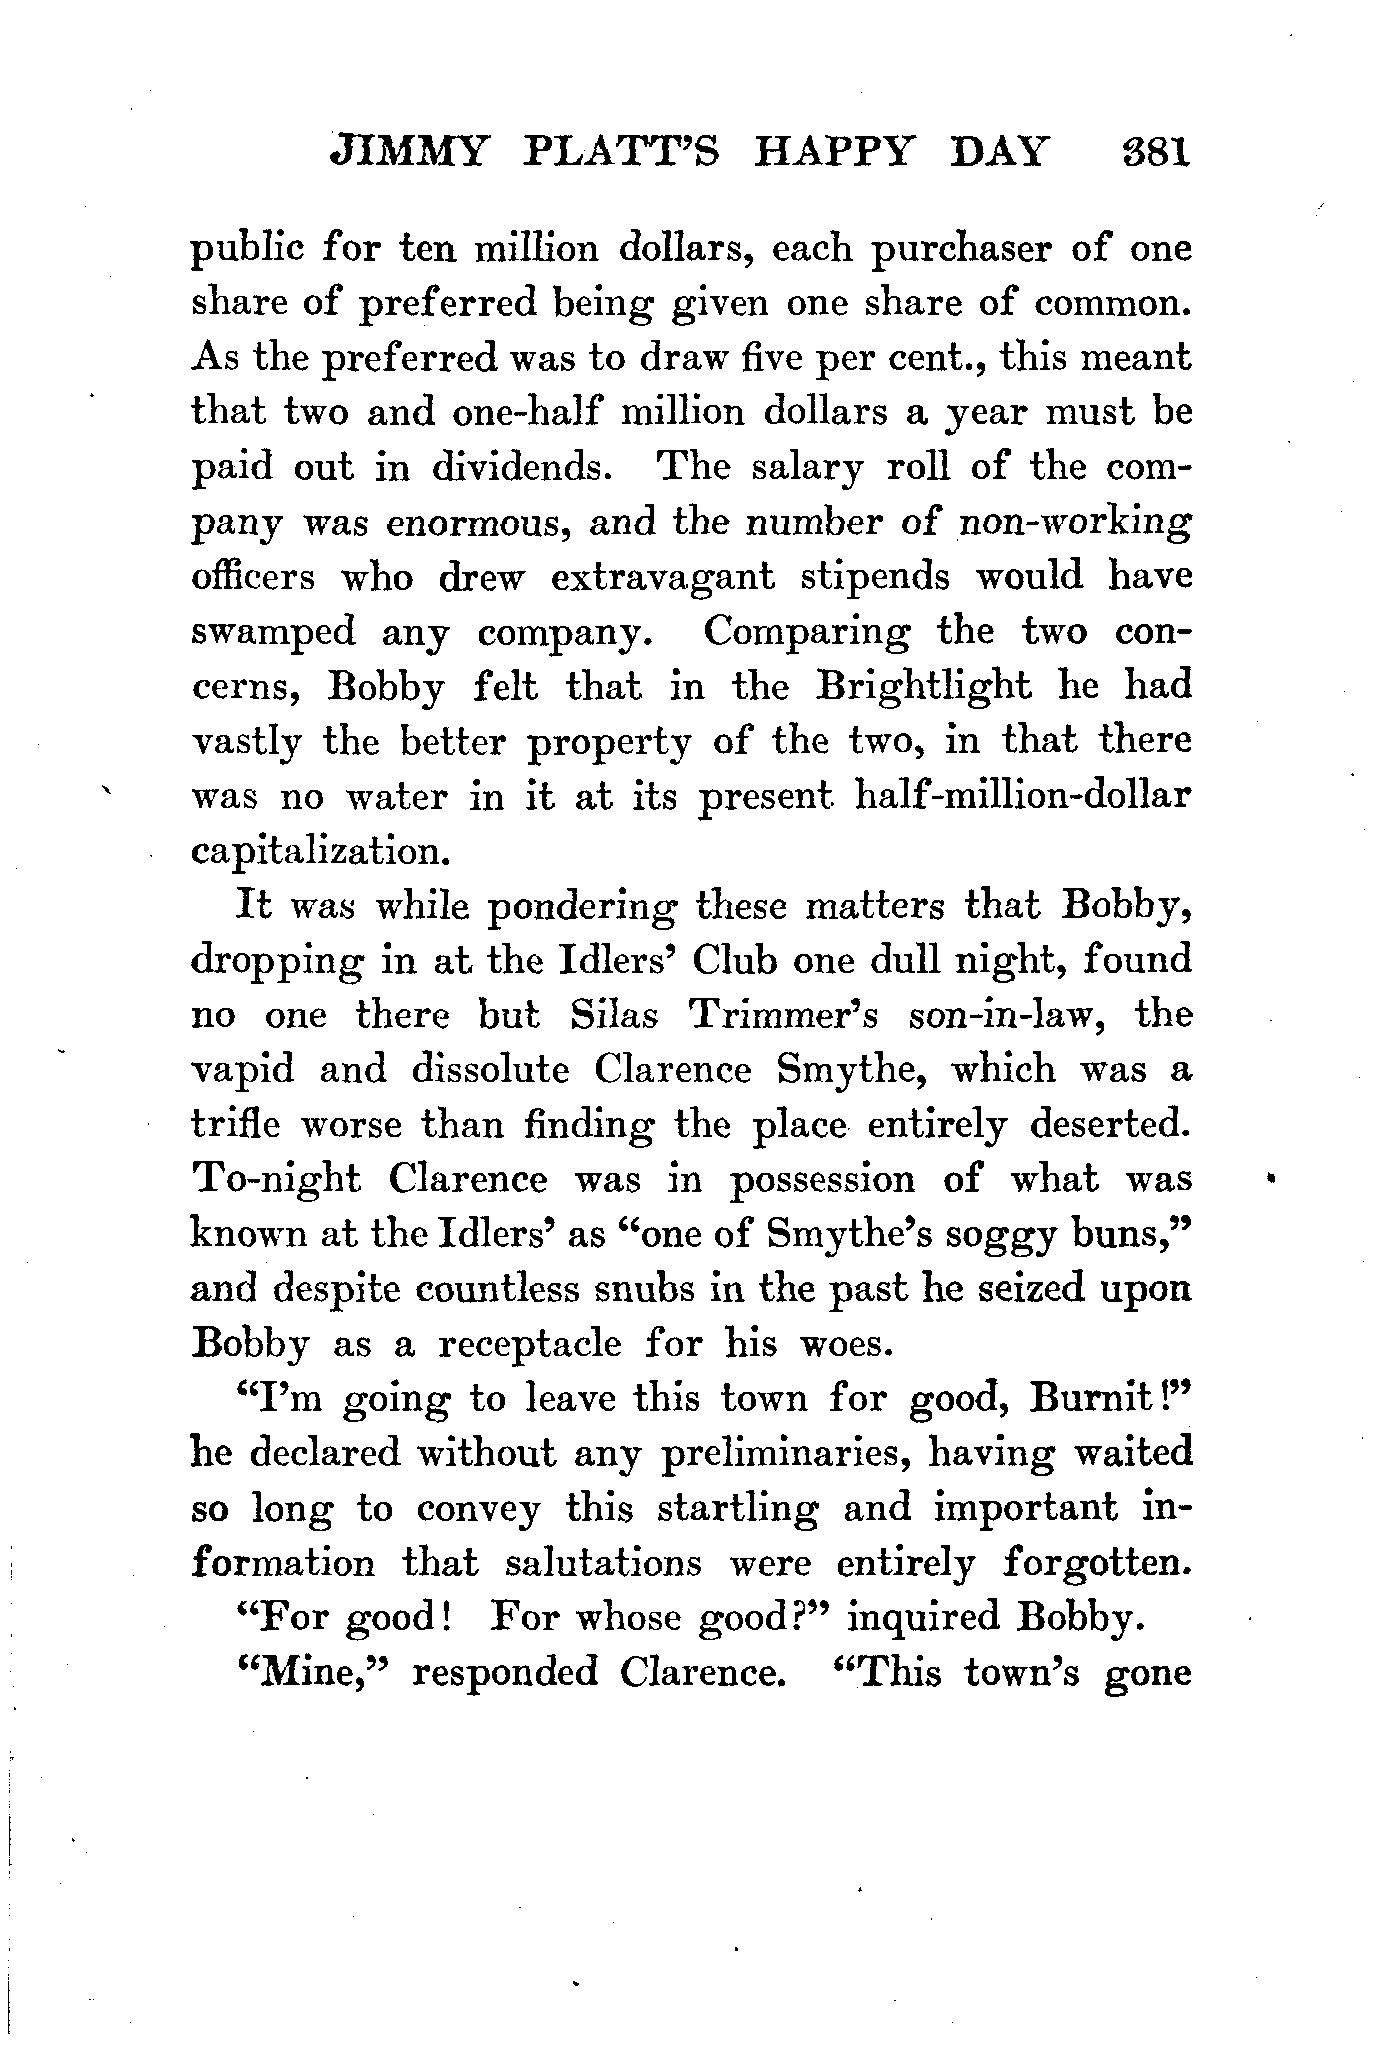 JIMMY PLATT'S HAPPY DAY 381
public for ten million dollars, each purchaser of one
share of preferred being given one share of common.
As the preferred was to draw five per cent., this meant
that two and one-half million dollars a year must be
paid out in dividends. The salary roll of the com-
pany was enormous, and the number of non-working
officers who drew extravagant stipends would have
swamped any company. Comparing the two con-
cerns, Bobby felt that in the Brightlight he had
vastly the better property of the two, in that there
was no water in it at its present half-million-dollar
capitalization.
It was while pondering these matters that Bobby,
dropping in at the Idlers' Club one dull night, found
no one there but Silas Trimmer's son-in-law, the
vapid and dissolute Clarence Smythe, which was a
trifle worse than finding the place entirely deserted.
To-night Clarence was in possession of what was
known at the Idlers' as "one of Smythe's soggy buns,"
and despite countless snubs in the past he seized upon
Bobby as a receptacle for his woes.
"I'm going to leave this town for good, Burnit!"
he declared without any preliminaries, having waited
so long to convey this startling and important in-
formation that salutations were entirely forgotten.
"For good! For whose good?" inquired Bobby.
"Mine," responded Clarence. "This town's gone